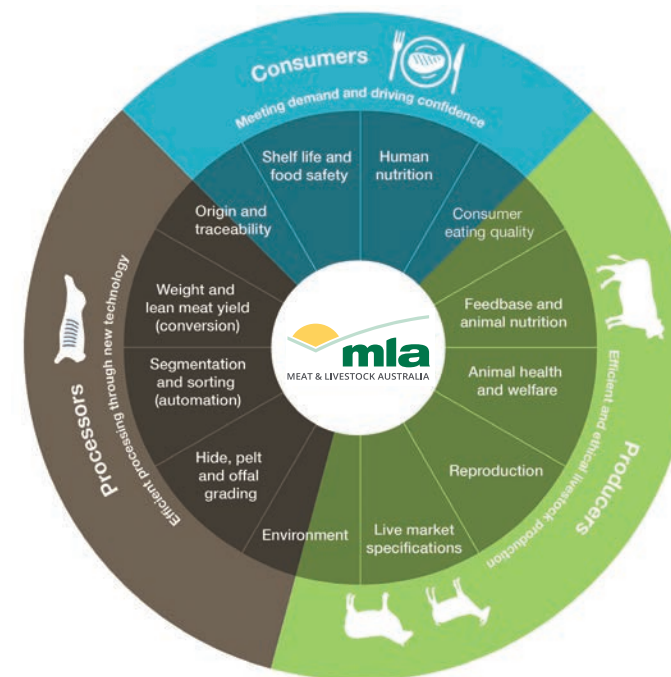 Consumers
Meeting demand and driving confidence
Shelf life and
food safety
Human
nutrition
Origin and
traceability
Consumer
eating quality
Weight and
lean meat yield
(conversion)
Feedbase and
animal nutrition
mla
MEAT & LIVESTOCK AUSTRALIA
Segmentation
and sorting
(automation)
Animal health
and welfare
Hide, pelt
and offal
grading
Reproduction
Environment
Live market
specifications
Processors
Efficient processing through new technology
Producers
Efficient and ethical livestock production